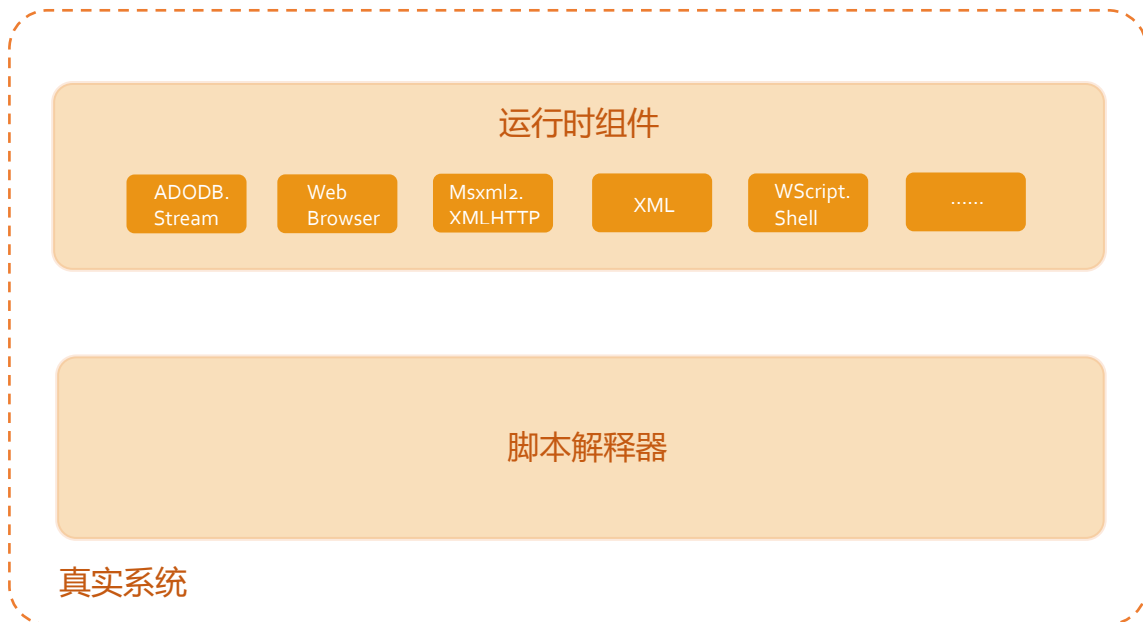 运行时组件
ADODB.
Stream
Web
Browser
Msxml2.
XMLHTTP
XML
WScript.
Shell
......
脚本解释器
真实系统